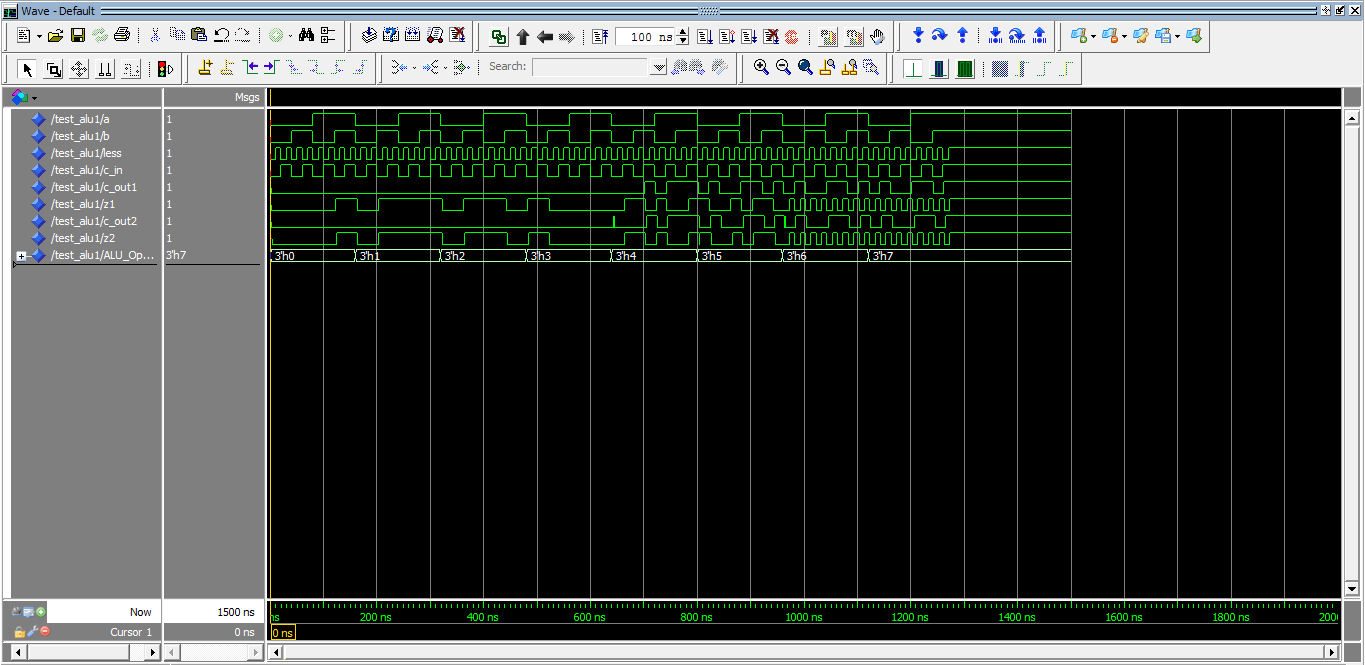 Wave - Default
100 ns
Search:
Msgs
/test_alu1/a 1
/test_alu1/b 1
/test_alu1/less 1
/test_alu1/c_in 1
/test_alu1/c_out1 1
/test_alu1/z1 1
/test_alu1/c_out2 1
/test_alu1/z2 1
/test_alu1/ALU_Op... 3'h7 3'h0 3'h1 3'h2 3'h3 3'h4 3'h5 3'h6 3'h7
Now 1500 ns ns 200 ns 400 ns 600 ns 800 ns 1000 ns 1200 ns 1400 ns 1600 ns 1800 ns 200
Cursor 1 0 ns 0 ns